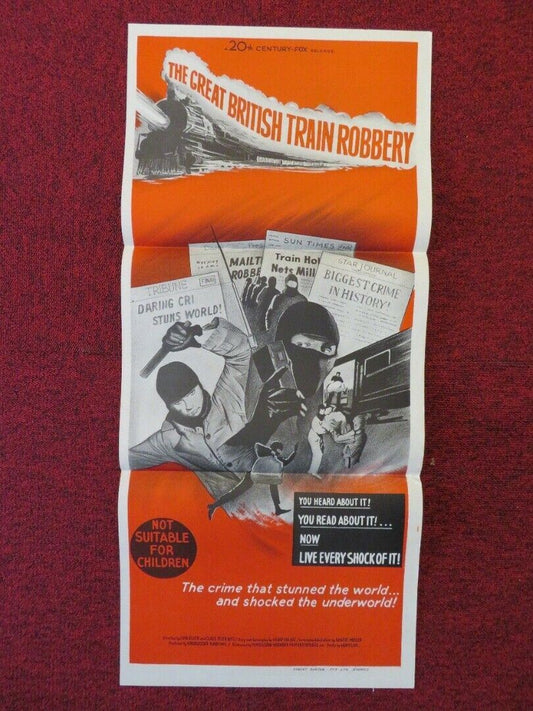 A 20th CENTURY-FOX RELEASE
THE GREAT BRITISH TRAIN ROBBERY
SUN TIMES
MAILT
ROBBE
Train Ho
Nets Mill
STAR JOURNAL
BIGGEST CRIME
IN HISTORY!
TRIBUNE
DARING CRI
STUNS WORLD!
YOU HEARD ABOUT IT!
YOU READ ABOUT IT!...
NOW
LIVE EVERY SHOCK OF IT!
NOT
SUITABLE
FOR
CHILDREN
The crime that stunned the world...
and shocked the underworld!